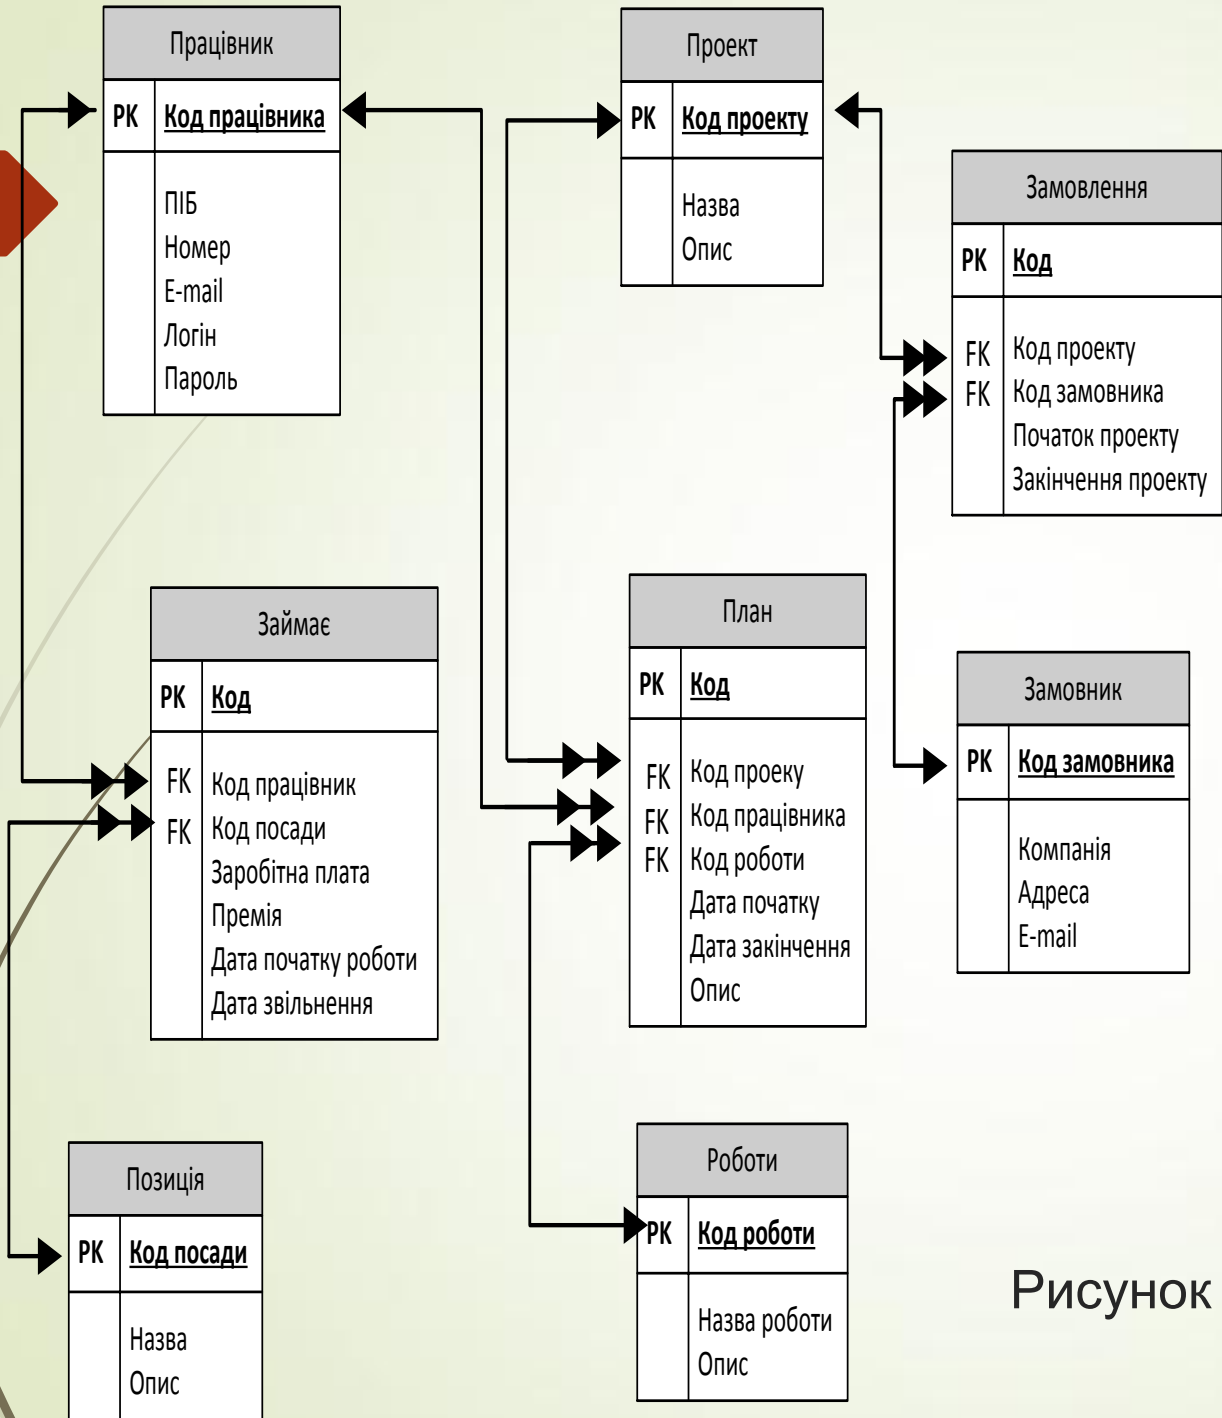 Працівник
PK Код працівника
ПІБ
Номер
E-mail
Логін
Пароль
Проект
PK Код проекту
Назва
Опис
Замовлення
PK Код
FK Код проекту
FK Код замовника
Початок проекту
Закінчення проекту
Займає
PK Код
FK Код працівник
FK Код посади
Заробітна плата
Премія
Дата початку роботи
Дата звільнення
План
PK Код
FK Код проеку
FK Код працівника
FK Код роботи
Дата початку
Дата закінчення
Опис
Замовник
PK Код замовника
Компанія
Адреса
E-mail
Позиція
PK Код посади
Назва
Опис
Роботи
PK Код роботи
Назва роботи
Опис
Рисунок